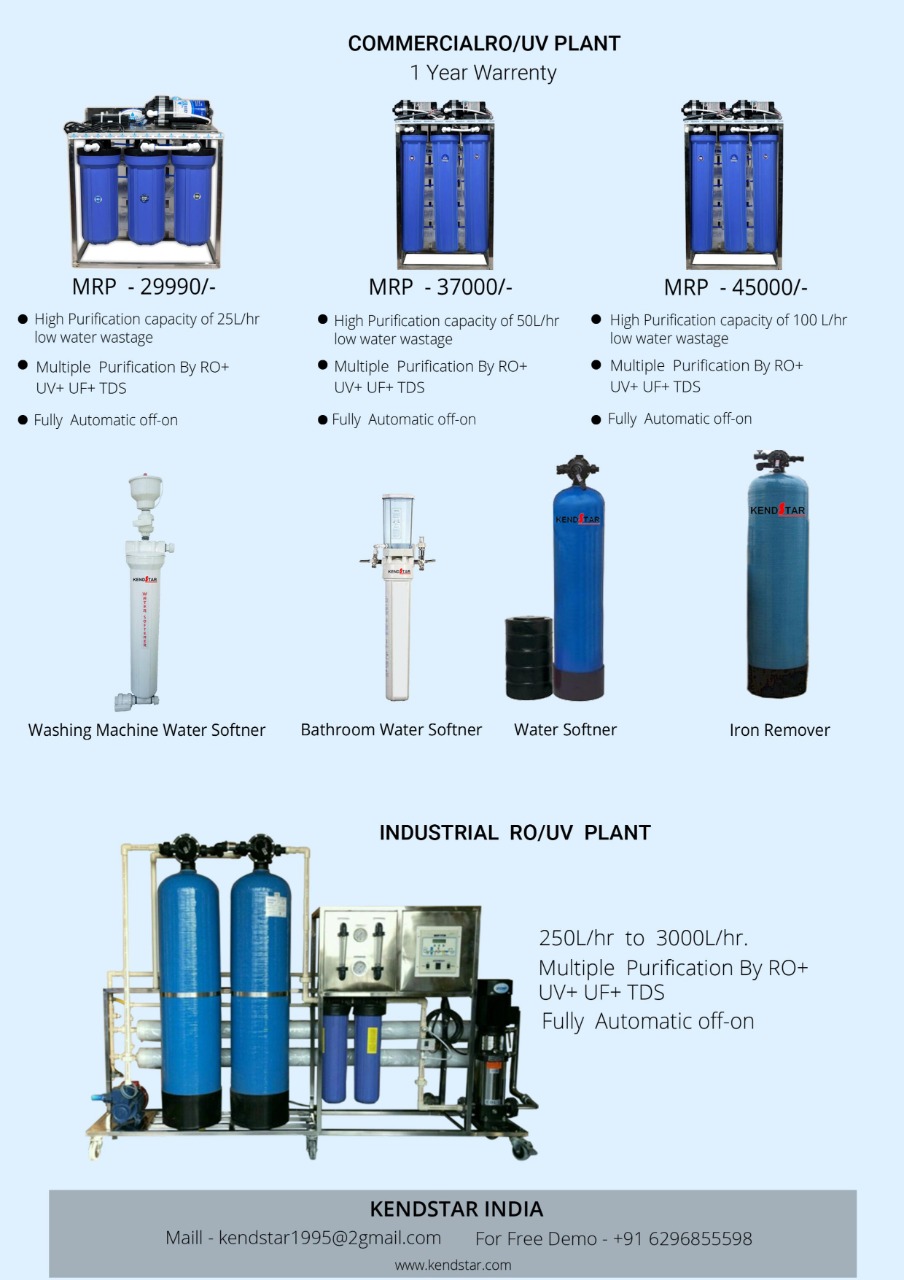 COMMERCIALRO/UV PLANT
1 Year Warrenty
MRP - 29990/-
High Purification capacity of 25L/hr
low water wastage
Multiple Purification By RO+
UV+ UF+ TDS
Fully Automatic off-on
MRP - 37000/-
High Purification capacity of 50L/hr
low water wastage
Multiple Purification By RO+
UV+ UF+ TDS
Fully Automatic off-on
MRP - 45000/-
High Purification capacity of 100 L/hr
low water wastage
Multiple Purification By RO+
UV+ UF+ TDS
Fully Automatic off-on
KENDSTAR
WATER SOFTENER
KENDSTAR
KENDSTAR
KENDSTAR
Washing Machine Water Softner
Bathroom Water Softner
Water Softner
Iron Remover
INDUSTRIAL RO/UV PLANT
250L/hr to 3000L/hr.
Multiple Purification By RO+
UV+ UF+ TDS
Fully Automatic off-on
KENDSTAR INDIA
Maill - kendstar1995@2gmail.com For Free Demo - +91 6296855598
www.kendstar.com